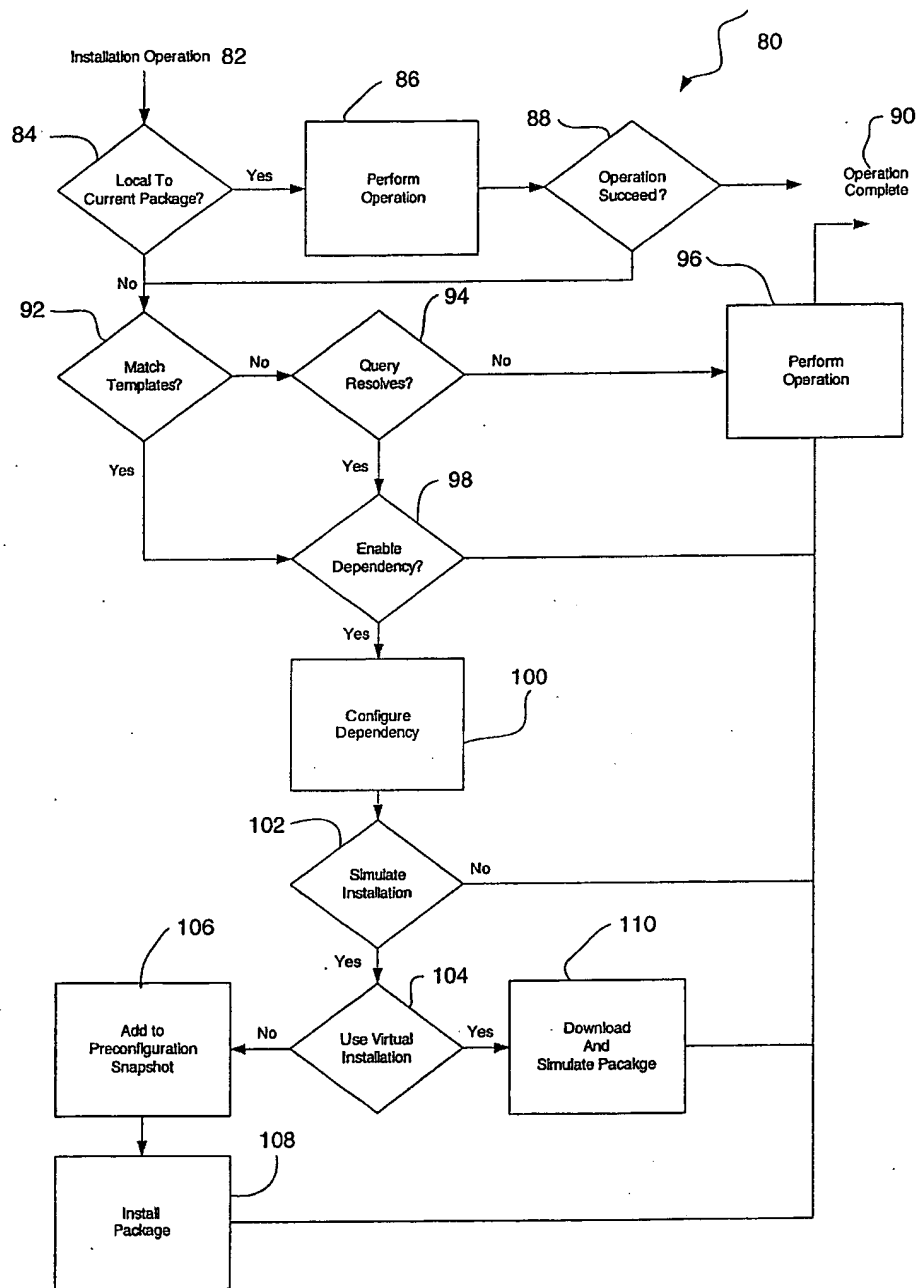 80
Installation Operation 82
86
88
90
84
Local To
Current Package?
Yes
Perform
Operation
Operation
Succeed?
Operation
Complete
No
92
94
96
Match
Templates?
No
Query
Resolves?
No
Perform
Operation
Yes
Yes
98
Enable
Dependency?
Yes
100
Configure
Dependency
102
Simulate
Installation
No
106
Yes
104
110
Add to
Preconfiguration
Snapshot
No
Use Virtual
Installation
Yes
Download
And
Simulate Pacakge
108
Install
Package